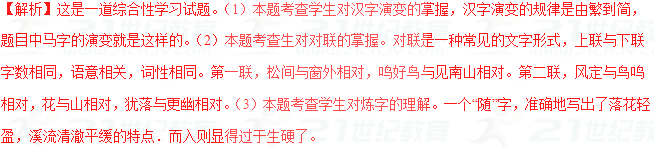 【解析】这是一道综合性学习试题。（1）本题考查学生对汉字演变的掌握，汉字演变的规律是由繁到简，
题目中马字的演变就是这样的。（2）本题考查对对联的掌握。对联是一种常见的文字形式，上联与下联
字数相同，语意相关，词性相同。第一联，松间与窗外相对，鸣好鸟与见南山相对。第二联，风定与鸟鸣
相对，花与山相对，犹落与更幽相对。（3）本题考查学生对炼字的理解。一个“随”字，准确地写出了落花轻
盈，溪流清澈平缓的特点．而入则显得过于生硬了。
21世纪教育